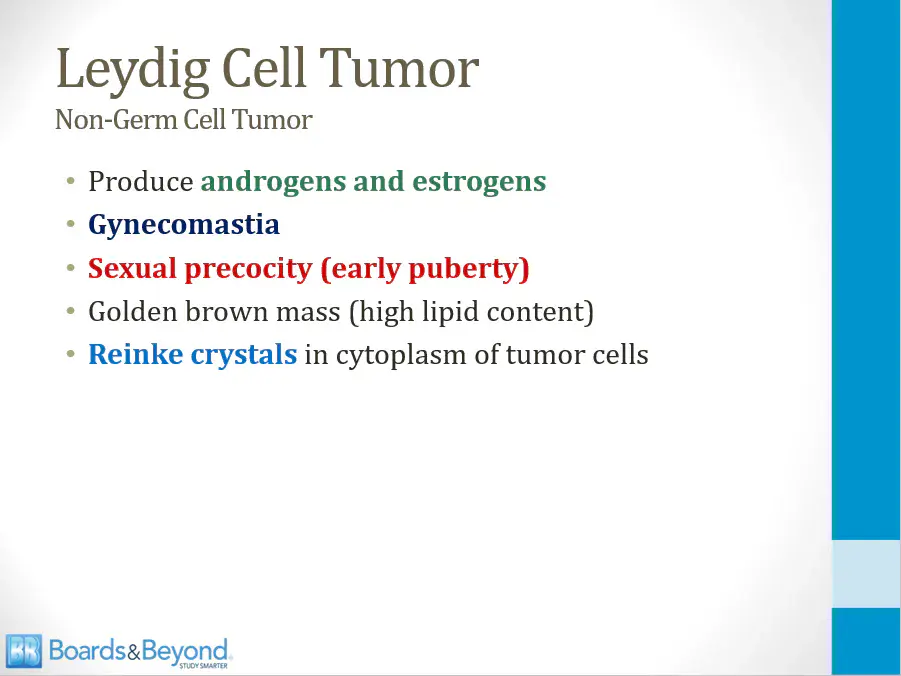 Leydig Cell Tumor
Non-Germ Cell Tumor
• Produce androgens and estrogens
• Gynecomastia
• Sexual precocity (early puberty)
• Golden brown mass (high lipid content)
• Reinke crystals in cytoplasm of tumor cells
BB Boards&Beyond
STUDY SMARTER